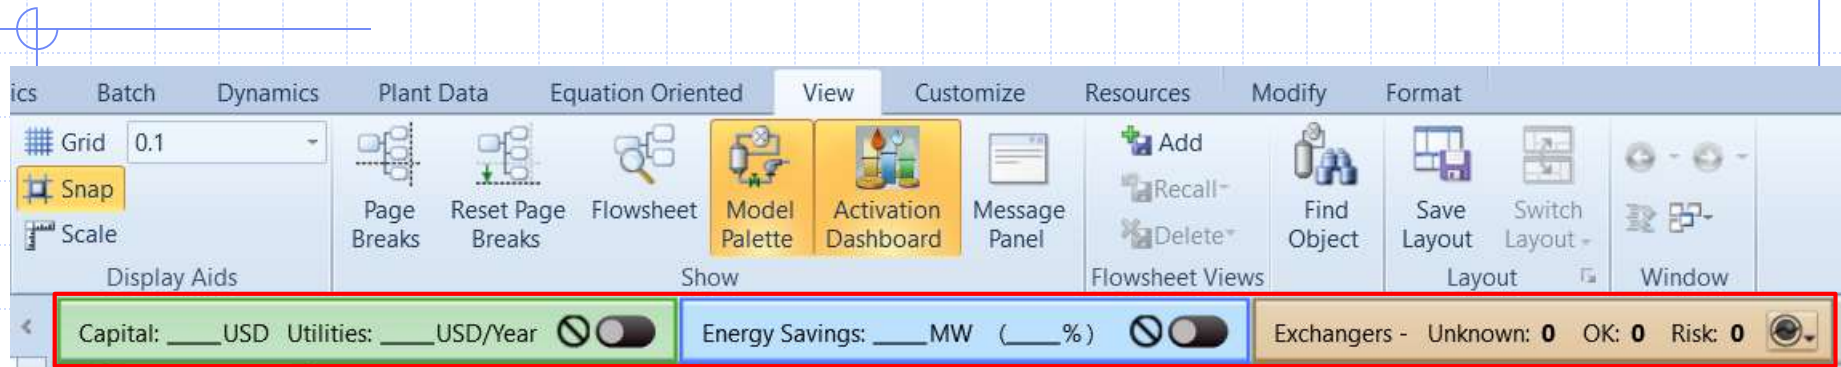 ics Batch Dynamics Plant Data Equation Oriented View Customize Resources Modify Format
Grid 0.1
Snap
Scale
Display Aids
Page
Breaks
Reset Page
Breaks
Flowsheet
Model
Palette
Activation
Dashboard
Message
Panel
Show
Add
Recall
Delete
Flowsheet Views
Find
Object
Save
Layout
Switch
Layout
Layout
Window
Capital: ____USD Utilities: ____USD/Year
Energy Savings: ____MW (____%)
Exchangers - Unknown: 0 OK: 0 Risk: 0